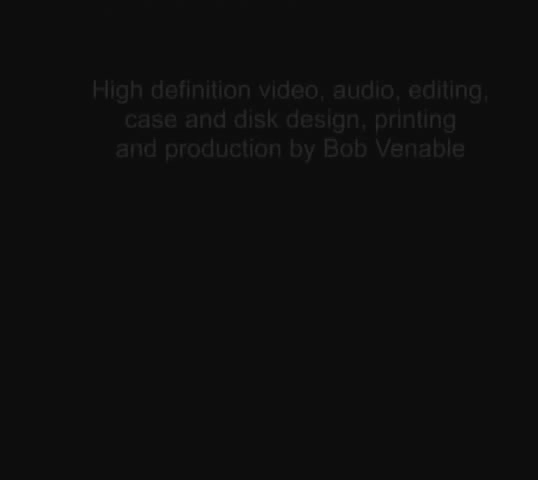 High definition video, audio, editing,
case and disk design, printing
and production by Bob Venable